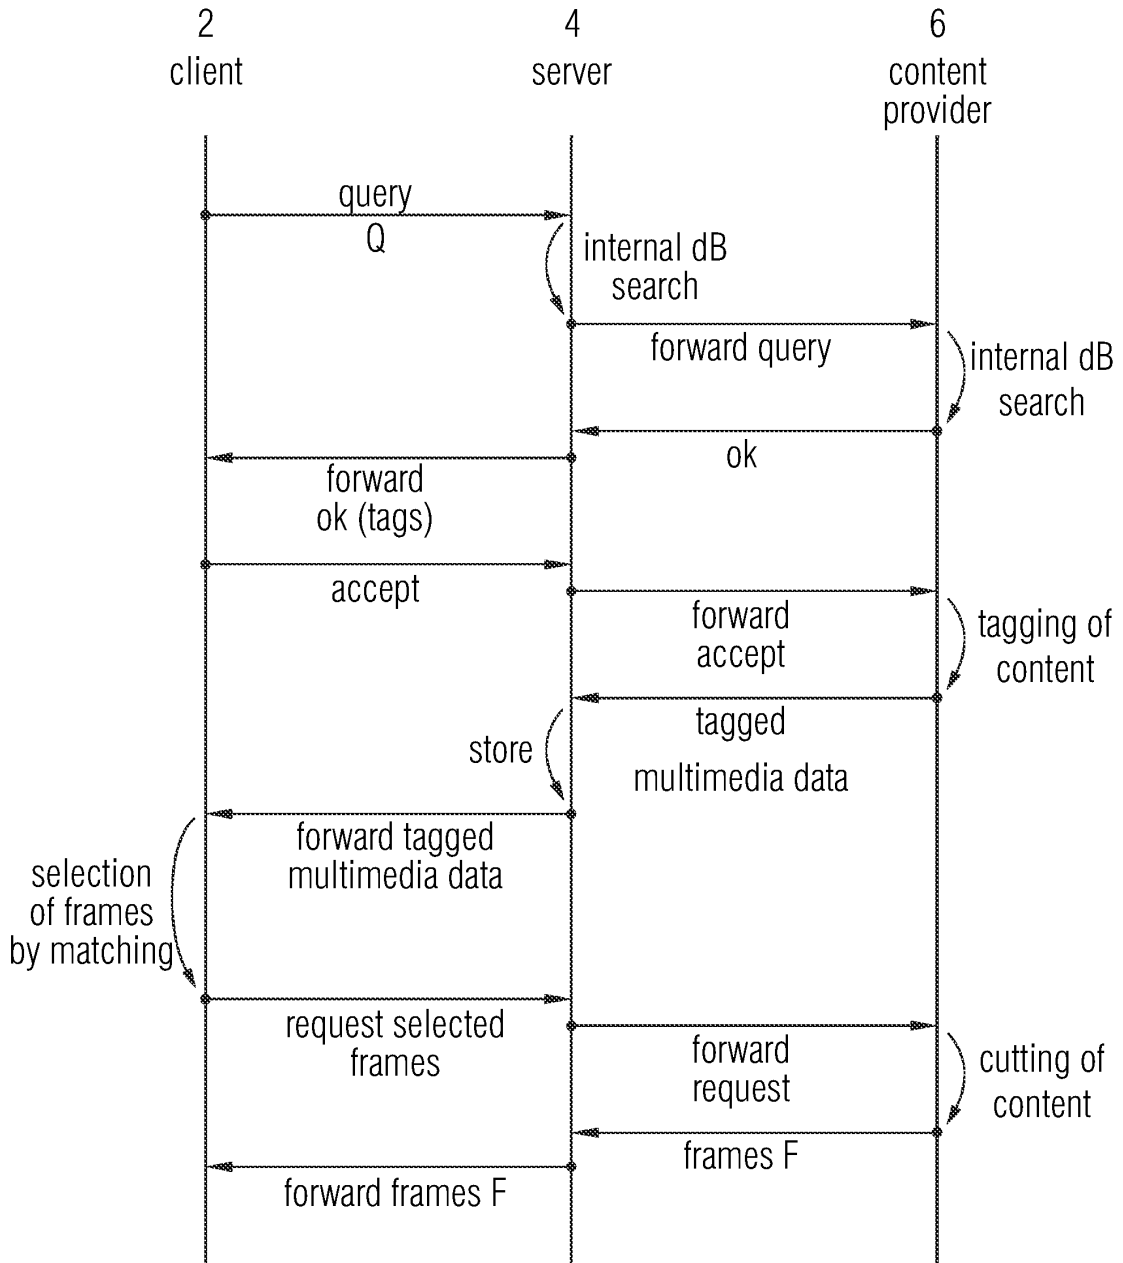 2
4
6
client
server
content
provider
query
Q
internal dB
search
forward query
internal dB
search
ok
forward
ok (tags)
accept
forward
accept
tagging of
content
tagged
multimedia data
store
forward tagged
multimedia data
selection
of frames
by matching
request selected
frames
forward
request
cutting of
content
frames F
forward frames F